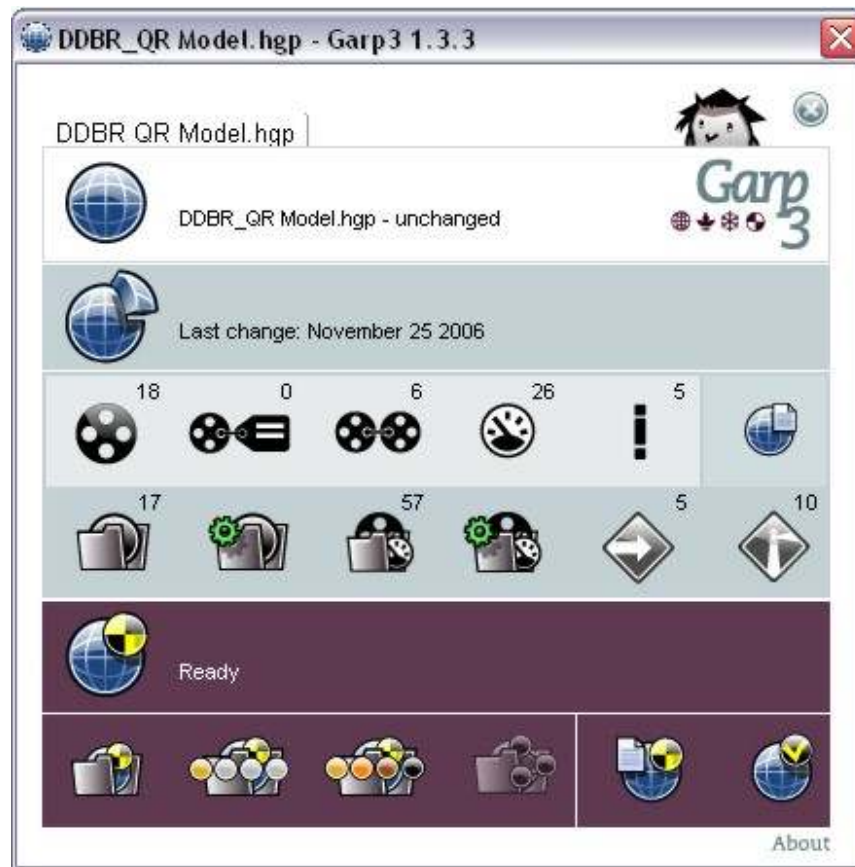 DDBR_QR Model.hgp - Garp3 1.3.3
DDBR QR Model.hgp
DDBR_QR Model.hgp - unchanged
Garp
3
Last change: November 25 2006
18 0 6 26 5
17 57 5 10
Ready
About